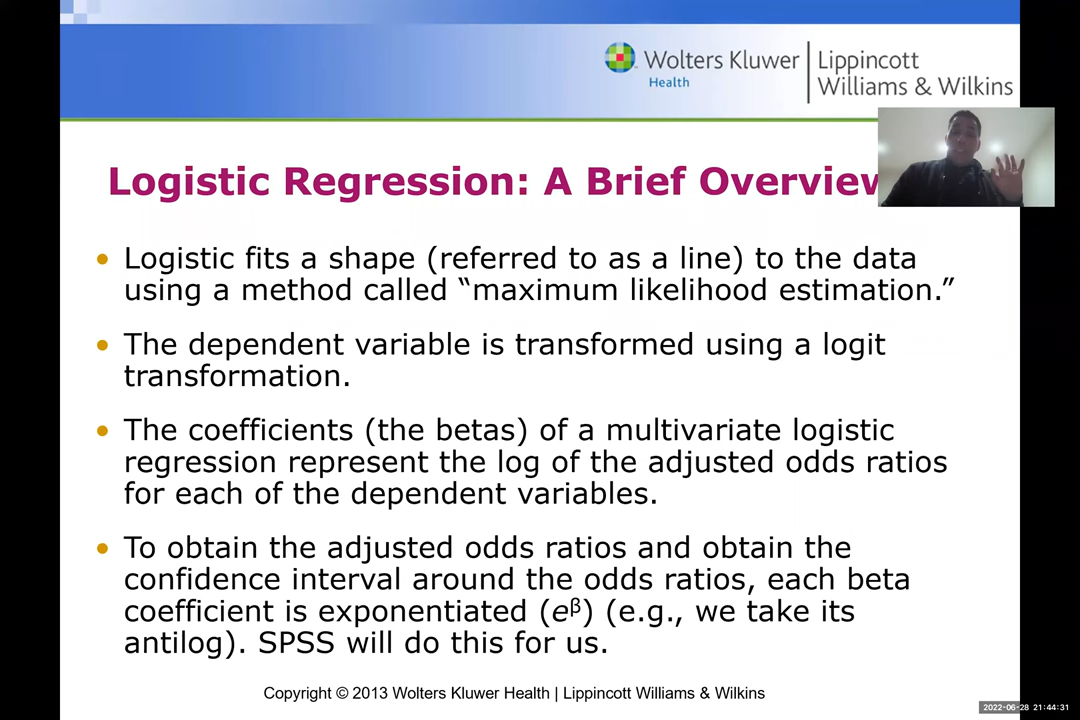 Wolters Kluwer
Health
Lippincott
Williams & Wilkins
Logistic Regression: A Brief Overview
• Logistic fits a shape (referred to as a line) to the data
using a method called “maximum likelihood estimation.”
• The dependent variable is transformed using a logit
transformation.
• The coefficients (the betas) of a multivariate logistic
regression represent the log of the adjusted odds ratios
for each of the dependent variables.
• To obtain the adjusted odds ratios and obtain the
confidence interval around the odds ratios, each beta
coefficient is exponentiated (e^β) (e.g., we take its
antilog). SPSS will do this for us.
Copyright © 2013 Wolters Kluwer Health | Lippincott Williams & Wilkins
2022-06-28 21:44:31